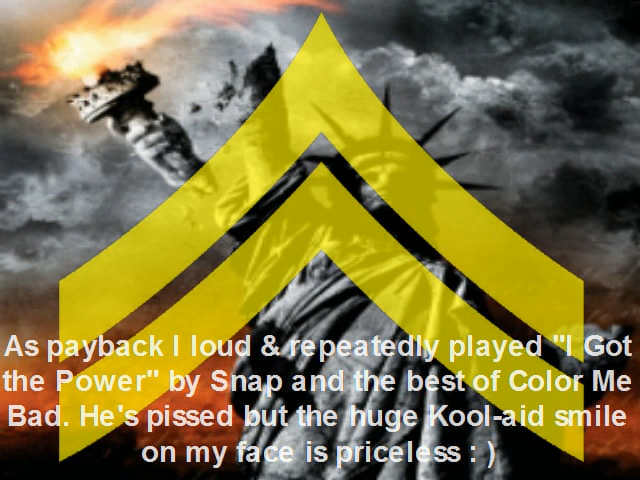 As payback I loud & repeatedly played "I Got
the Power" by Snap and the best of Color Me
Bad. He's pissed but the huge Kool-aid smile
on my face is priceless : )